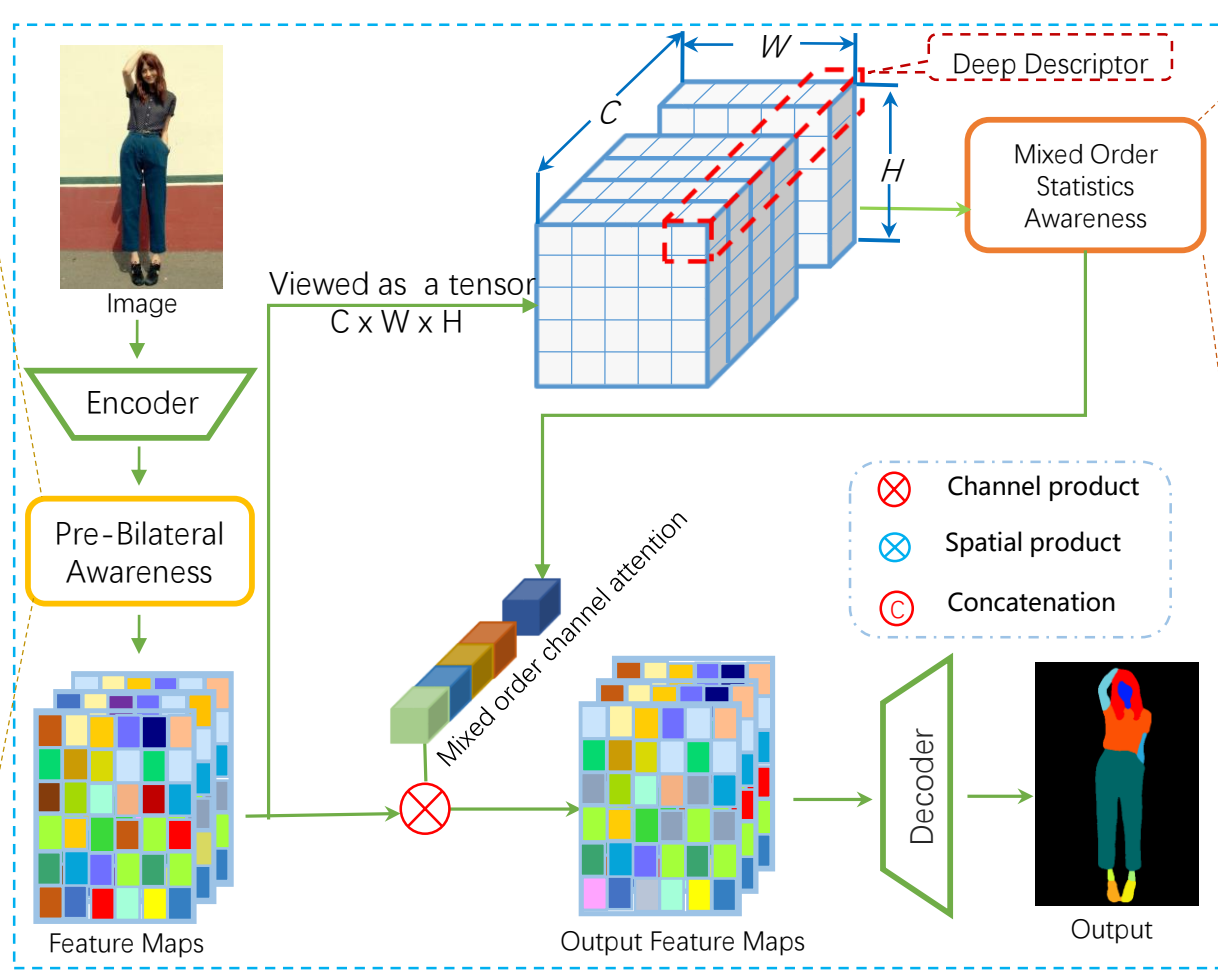 W
Deep Descriptor
C
H
Mixed Order
Statistics
Awareness
Image
Viewed as a tensor
C x W x H
Encoder
Pre-Bilateral
Awareness
Channel product
Spatial product
C Concatenation
Mixed order channel attention
Decoder
Feature Maps
Output Feature Maps
Output